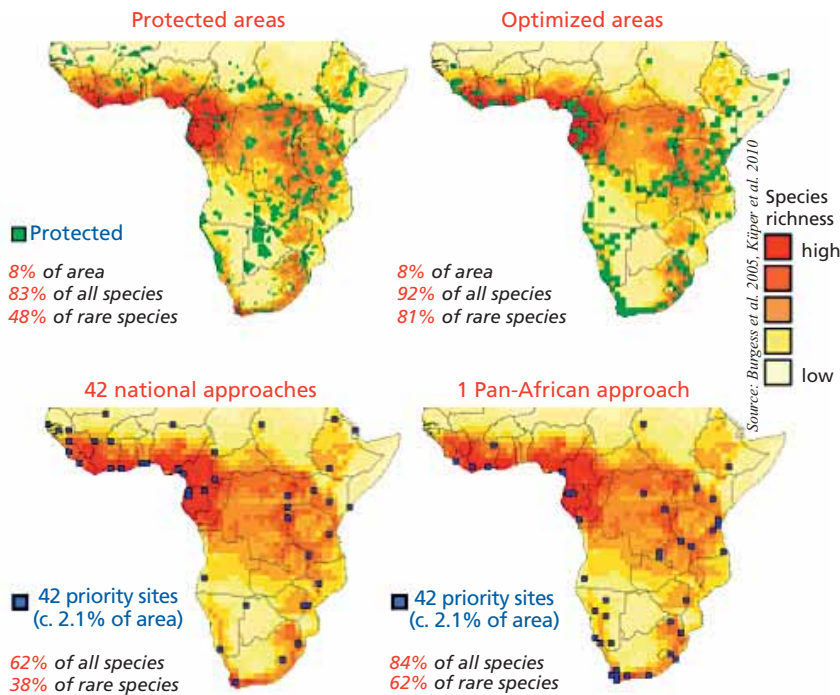 Protected areas
Optimized areas
Protected
8% of area
83% of all species
48% of rare species
8% of area
92% of all species
81% of rare species
Source: Burgess et al. 2005, Küper et al. 2010
Species
richness
high
low
42 national approaches
1 Pan-African approach
42 priority sites
(c. 2.1% of area)
62% of all species
38% of rare species
42 priority sites
(c. 2.1% of area)
84% of all species
62% of rare species